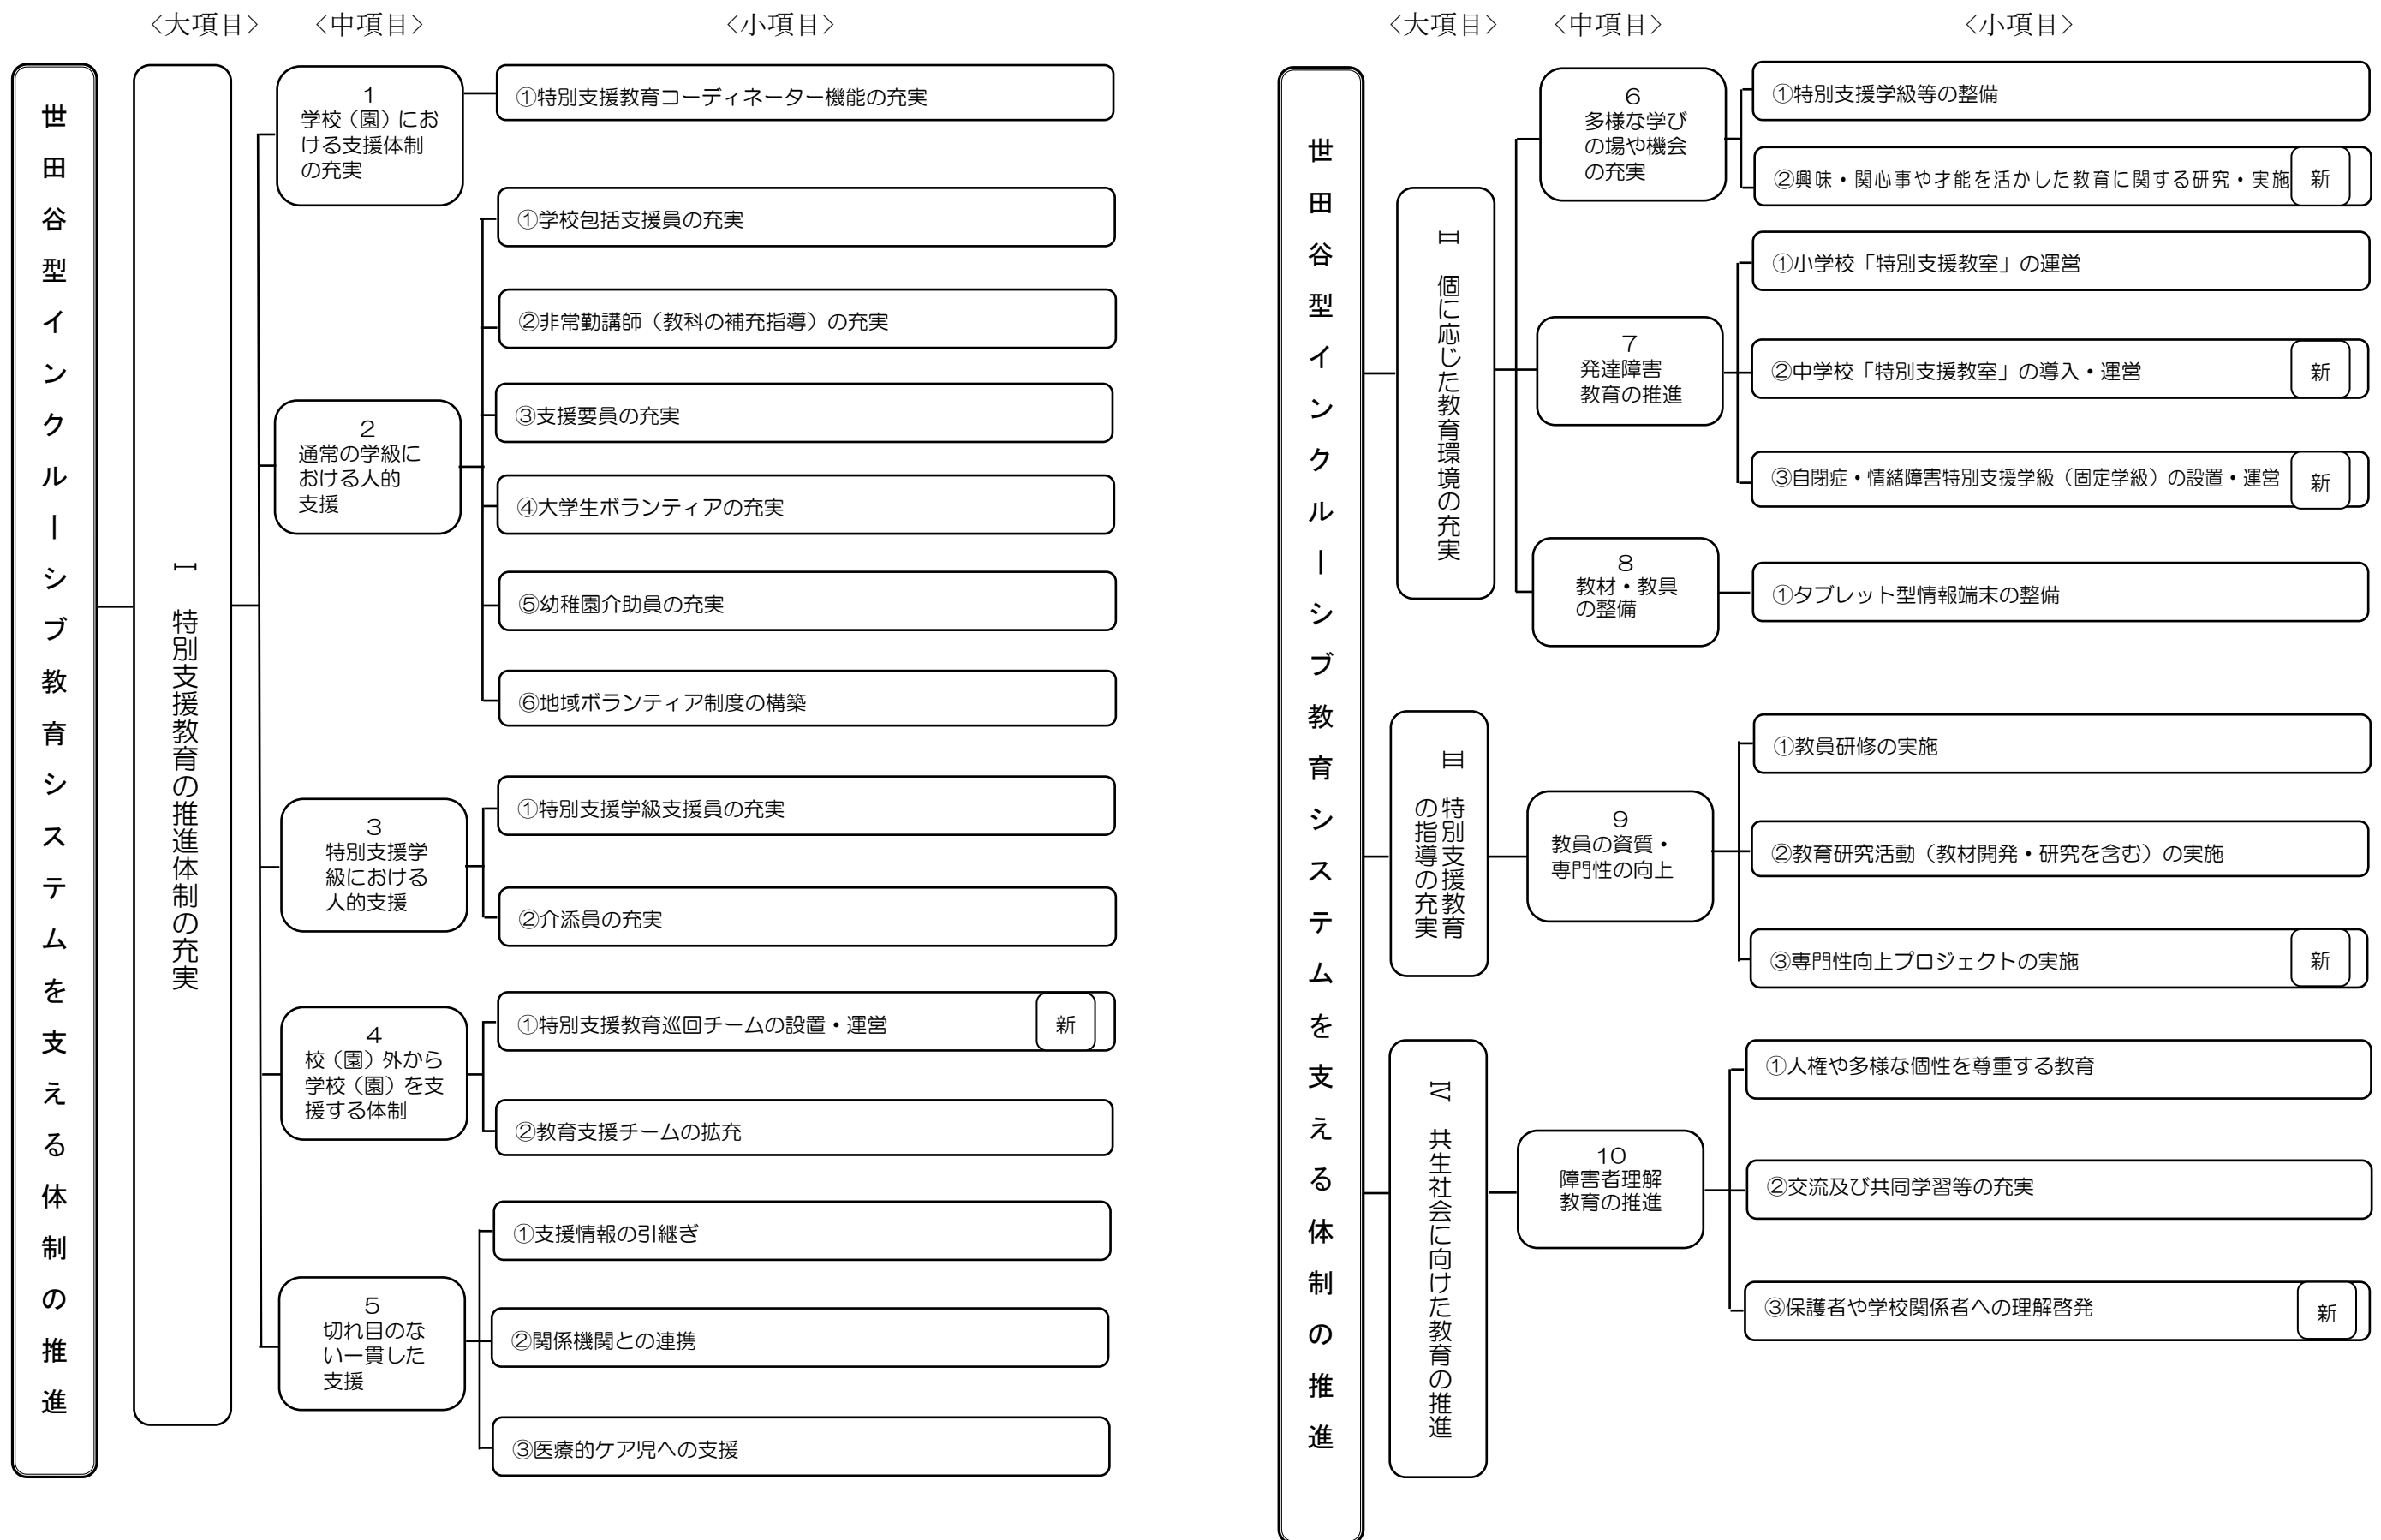 <大項目>
<中項目>
<小項目>
世田谷型インクルーシブ教育システムを支える体制の推進
Ⅰ 特別支援教育の推進体制の充実
1
学校(園)にお
ける支援体制
の充実
①特別支援教育コーディネーター機能の充実
2
通常の学級に
おける人的
支援
①学校包括支援員の充実
②非常勤講師(教科の補充指導)の充実
③支援要員の充実
④大学生ボランティアの充実
⑤幼稚園介助員の充実
⑥地域ボランティア制度の構築
3
特別支援学
級における
人的支援
①特別支援学級支援員の充実
②介添員の充実
4
校(園)外から
学校(園)を支
援する体制
①特別支援教育巡回チームの設置・運営
新
②教育支援チームの拡充
5
切れ目のな
い一貫した
支援
①支援情報の引継ぎ
②関係機関との連携
③医療的ケア児への支援
<大項目>
<中項目>
<小項目>
世田谷型インクルーシブ教育システムを支える体制の推進
Ⅱ 個に応じた教育環境の充実
6
多様な学び
の場や機会
の充実
①特別支援学級等の整備
②興味・関心事や才能を活かした教育に関する研究・実施
新
7
発達障害
教育の推進
①小学校「特別支援教室」の運営
②中学校「特別支援教室」の導入・運営
新
③自閉症・情緒障害特別支援学級(固定学級)の設置・運営
新
8
教材・教具
の整備
①タブレット型情報端末の整備
Ⅲ 特別支援教育
の指導の充実
9
教員の資質・
専門性の向上
①教員研修の実施
②教育研究活動(教材開発・研究を含む)の実施
③専門性向上プロジェクトの実施
新
Ⅳ 共生社会に向けた教育の推進
10
障害者理解
教育の推進
①人権や多様な個性を尊重する教育
②交流及び共同学習等の充実
③保護者や学校関係者への理解啓発
新